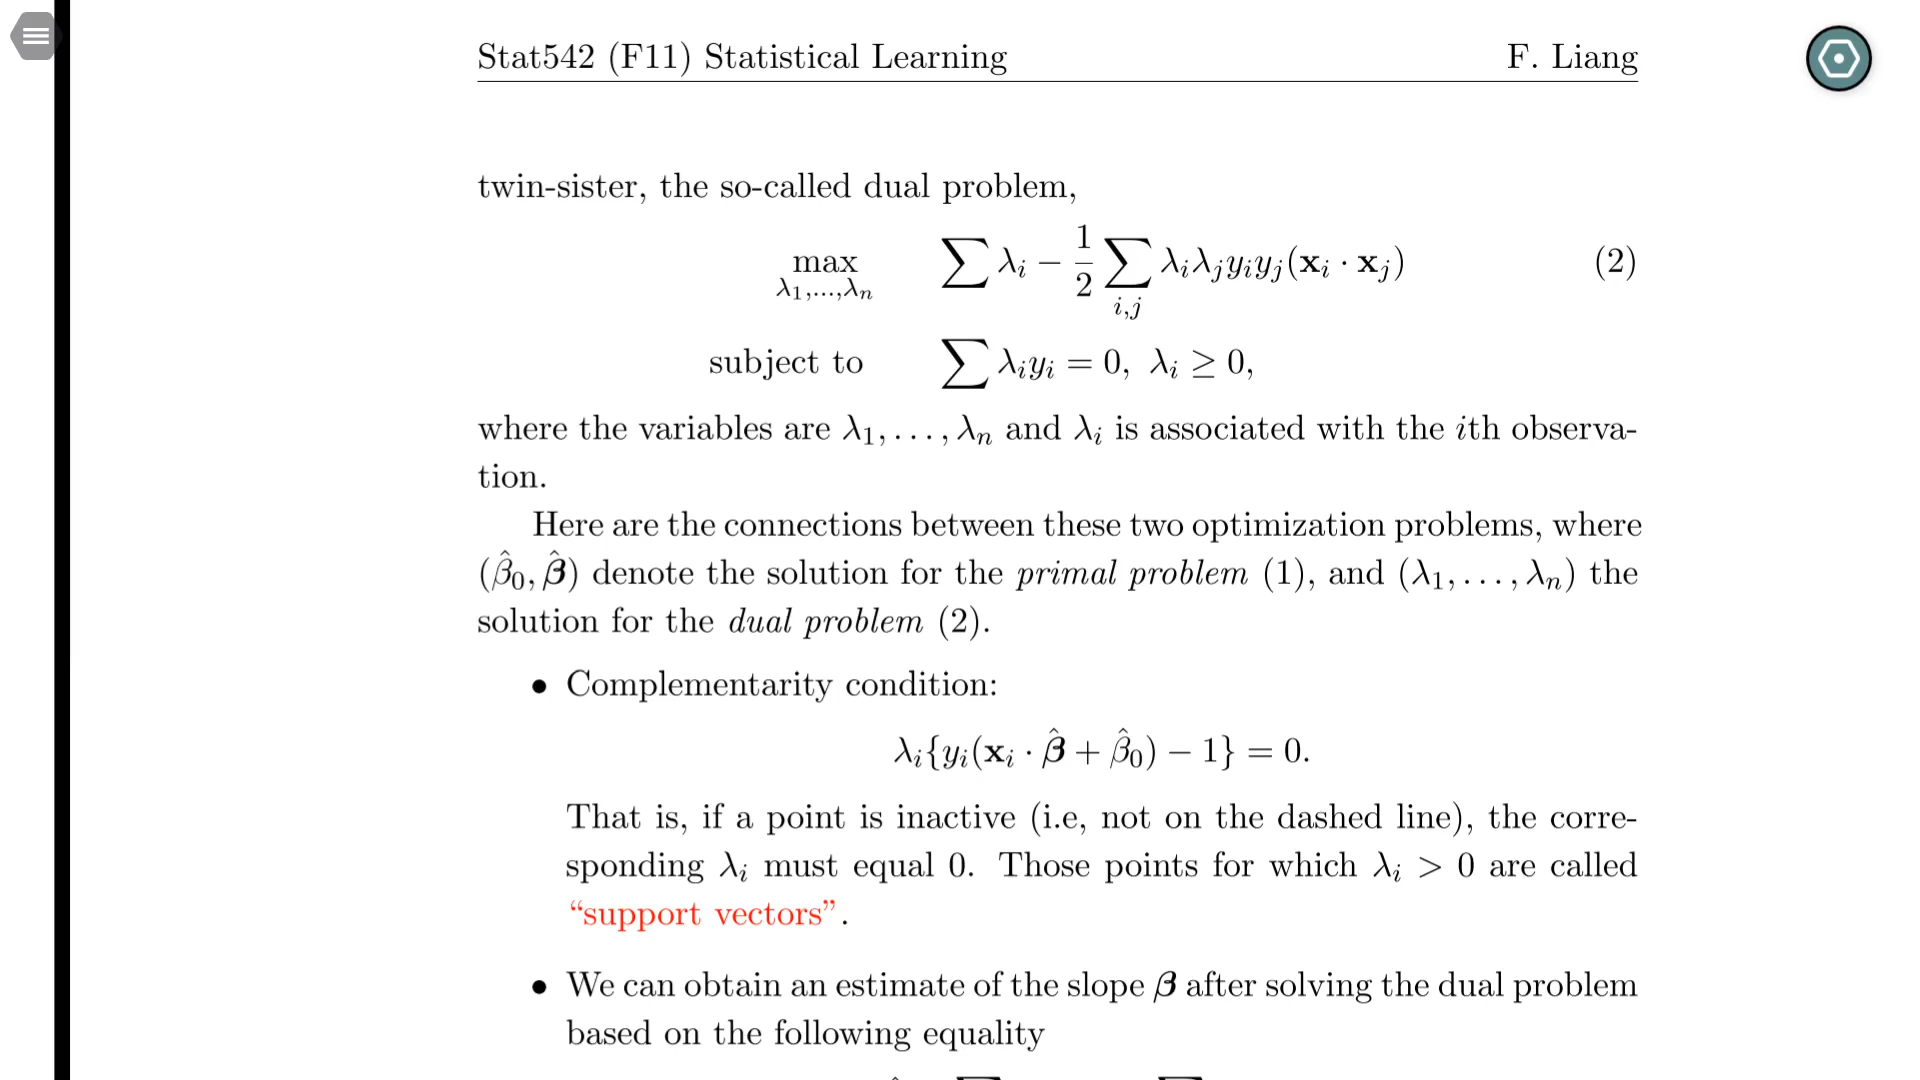 Stat542 (F11) Statistical Learning F. Liang
twin-sister, the so-called dual problem,
max_{λ1,...,λn} ∑ λi − 1/2 ∑_{i,j} λiλjyiyj(xi · xj) (2)
subject to ∑ λiyi = 0, λi ≥ 0,
where the variables are λ1, . . . , λn and λi is associated with the ith observa-
tion.
Here are the connections between these two optimization problems, where
(β̂0, β̂) denote the solution for the primal problem (1), and (λ1, . . . , λn) the
solution for the dual problem (2).
• Complementarity condition:
λi{yi(xi · β̂ + β̂0) − 1} = 0.
That is, if a point is inactive (i.e, not on the dashed line), the corre-
sponding λi must equal 0. Those points for which λi > 0 are called
“support vectors”.
• We can obtain an estimate of the slope β after solving the dual problem
based on the following equality